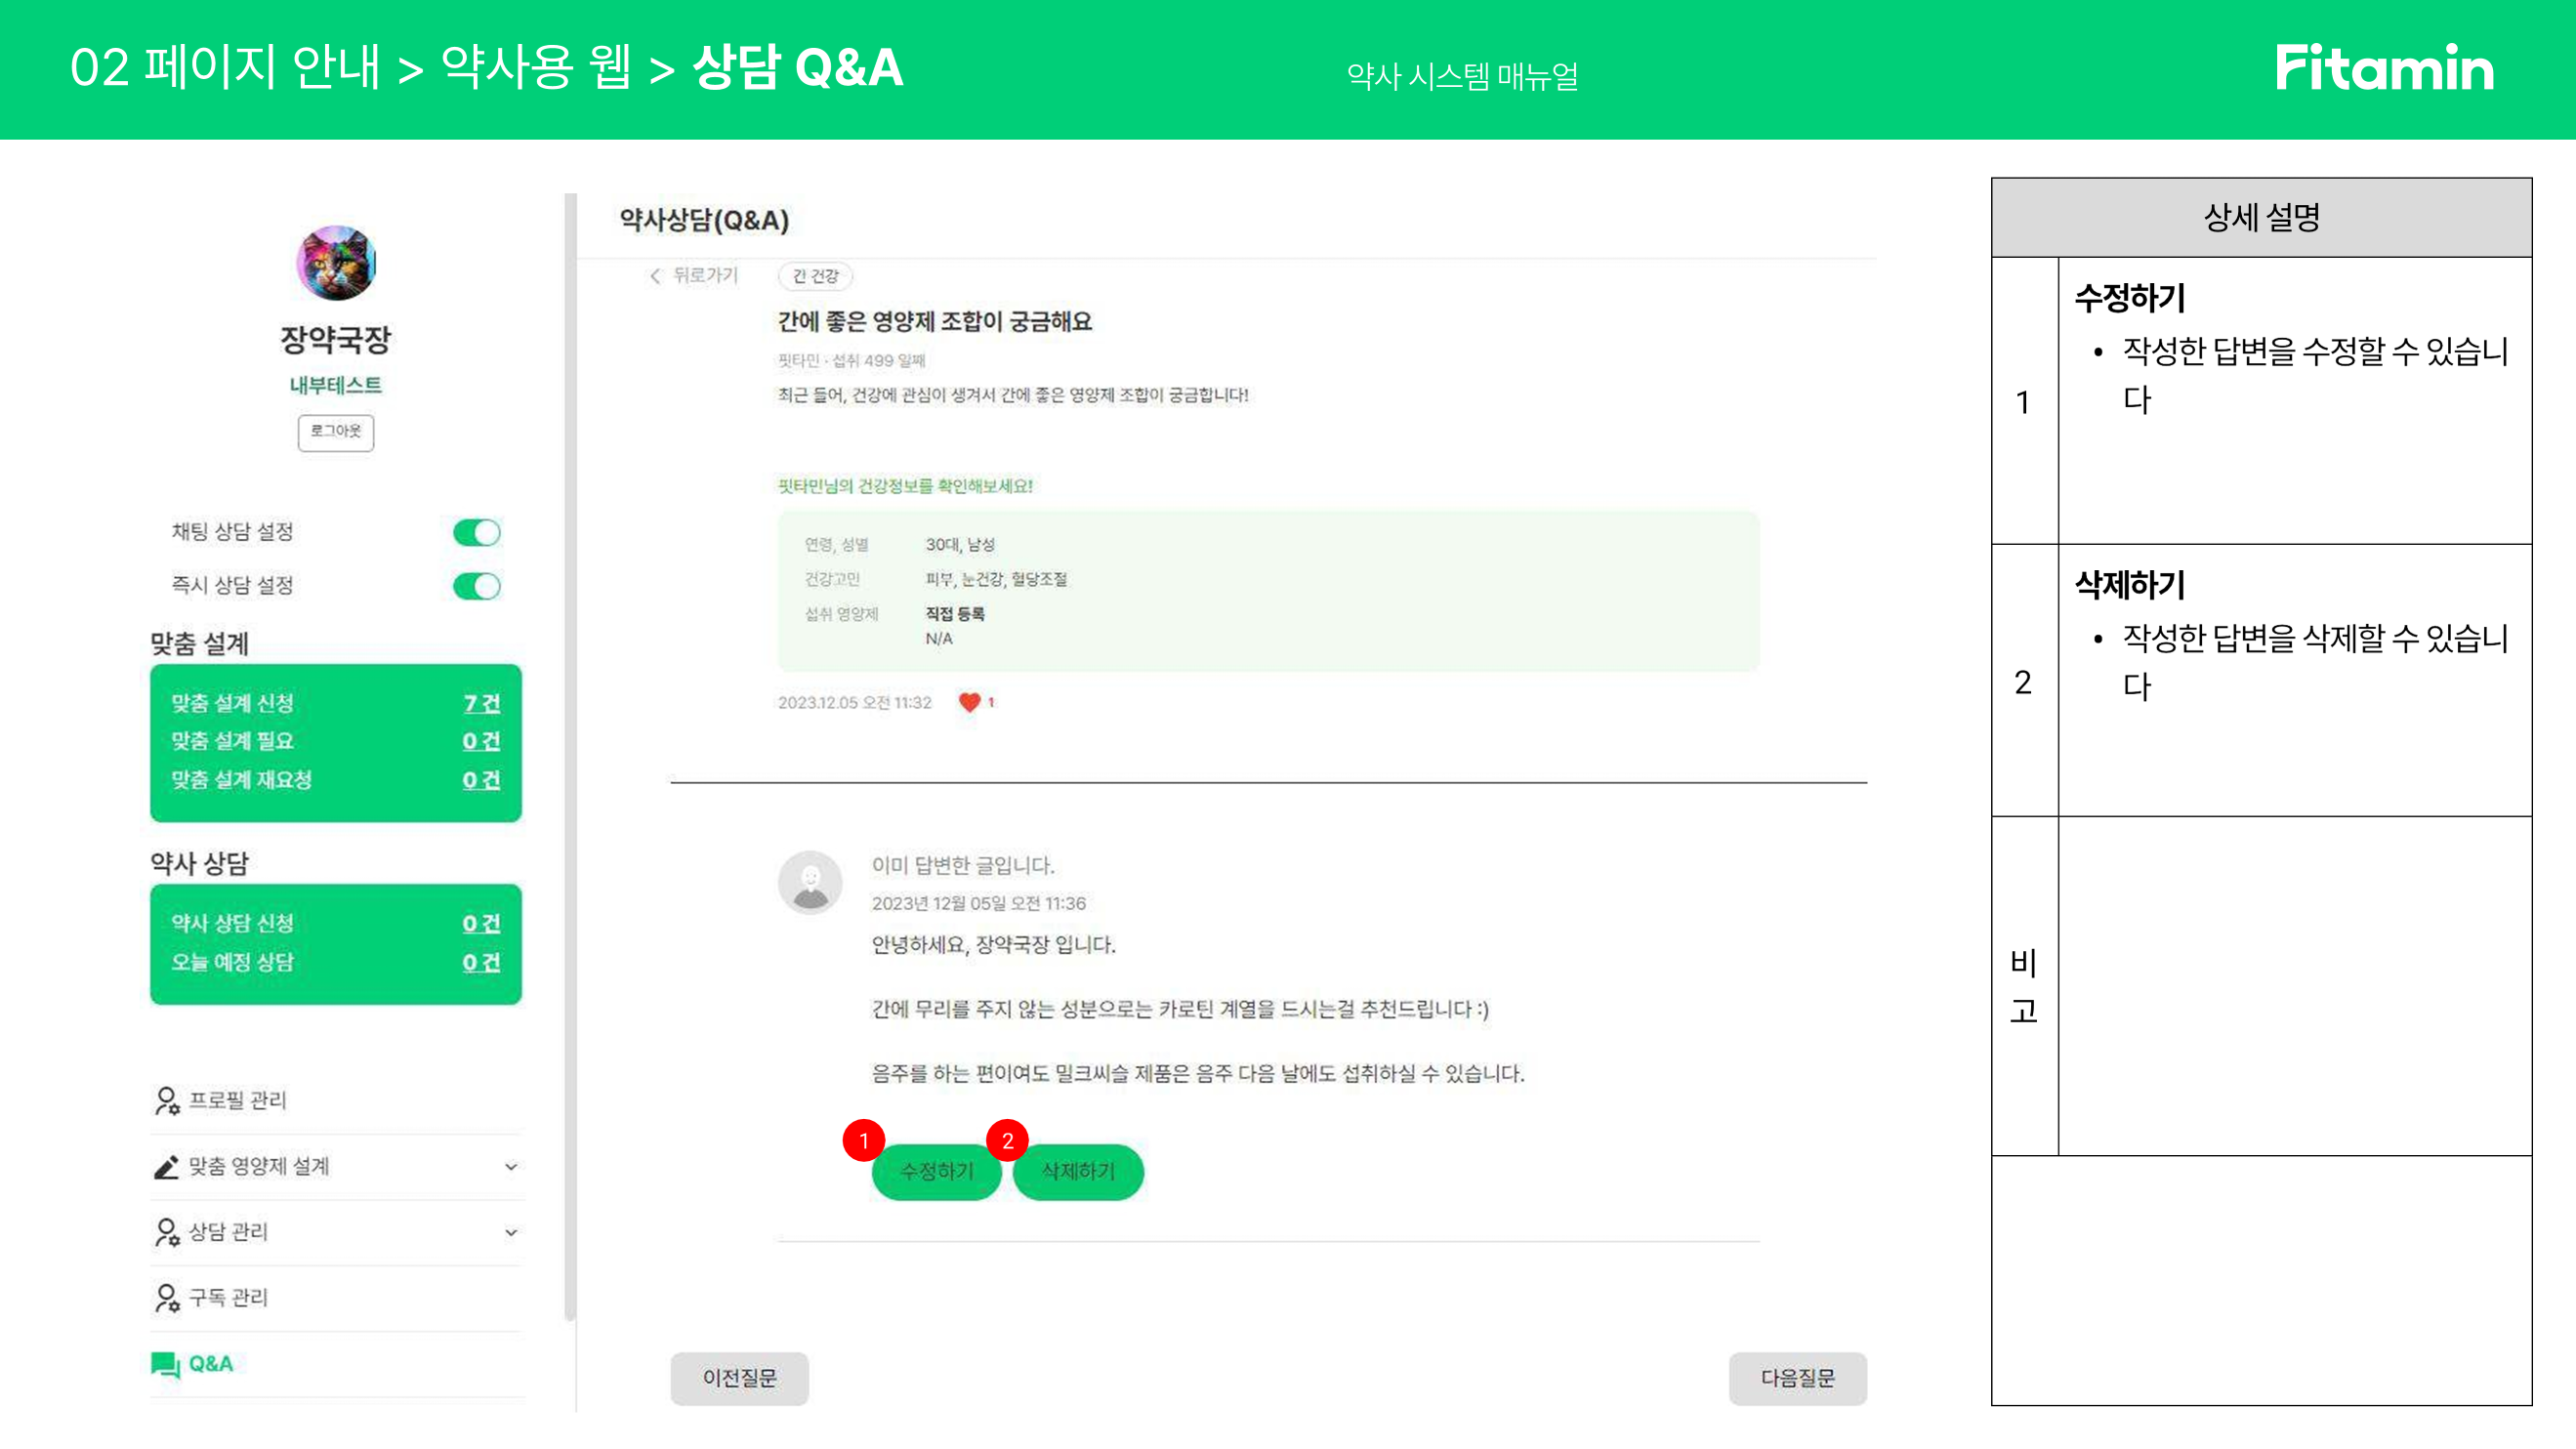 02 페이지 안내 > 약사용 웹 > 상담 Q&A
약사 시스템 매뉴얼
Fitamin
장약국장
내부테스트
로그아웃
채팅 상담 설정
즉시 상담 설정
맞춤 설계
맞춤 설계 신청 7 건
맞춤 설계 필요 0 건
맞춤 설계 재요청 0 건
약사 상담
약사 상담 신청 0 건
오늘 예정 상담 0 건
프로필 관리
맞춤 영양제 설계
상담 관리
구독 관리
Q&A
약사상담(Q&A)
뒤로가기
간 건강
간에 좋은 영양제 조합이 궁금해요
핏타민 · 섭취 499 일째
최근 들어, 건강에 관심이 생겨서 간에 좋은 영양제 조합이 궁금합니다!
핏타민님의 건강정보를 확인해보세요!
연령, 성별 30대, 남성
건강고민 피부, 눈건강, 혈당조절
섭취 영양제 직접 등록
N/A
2023.12.05 오전 11:32 1
이미 답변한 글입니다.
2023년 12월 05일 오전 11:36
안녕하세요, 장약국장 입니다.
간에 무리를 주지 않는 성분으로는 카로틴 계열을 드시는걸 추천드립니다 :)
음주를 하는 편이여도 밀크씨슬 제품은 음주 다음 날에도 섭취하실 수 있습니다.
1 수정하기 2 삭제하기
이전질문 다음질문
상세 설명
1
수정하기
• 작성한 답변을 수정할 수 있습니
다
2
삭제하기
• 작성한 답변을 삭제할 수 있습니
다
비
고